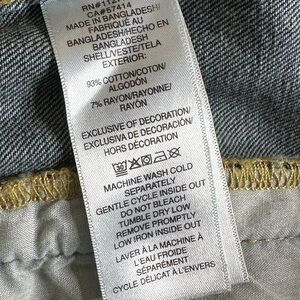 CA#57414
MADE IN BANGLADESH/
FABRIQUÉ AU
BANGLADESH/HECHO EN
BANGLADESH
SHELL/VESTE/TELA
EXTERIOR:
93% COTTON/COTON/
ALGODÓN
7% RAYON/RAYONNE/
RAYÓN
EXCLUSIVE OF DECORATION/
EXCLUSIVA DE DECORACIÓN/
HORS DÉCORATION
MACHINE WASH COLD
SEPARATELY
GENTLE CYCLE INSIDE OUT
DO NOT BLEACH
TUMBLE DRY LOW
REMOVE PROMPTLY
LOW IRON INSIDE OUT
LAVER À LA MACHINE À
L'EAU FROIDE
SÉPARÉMENT
CYCLE DÉLICAT À L'ENVERS